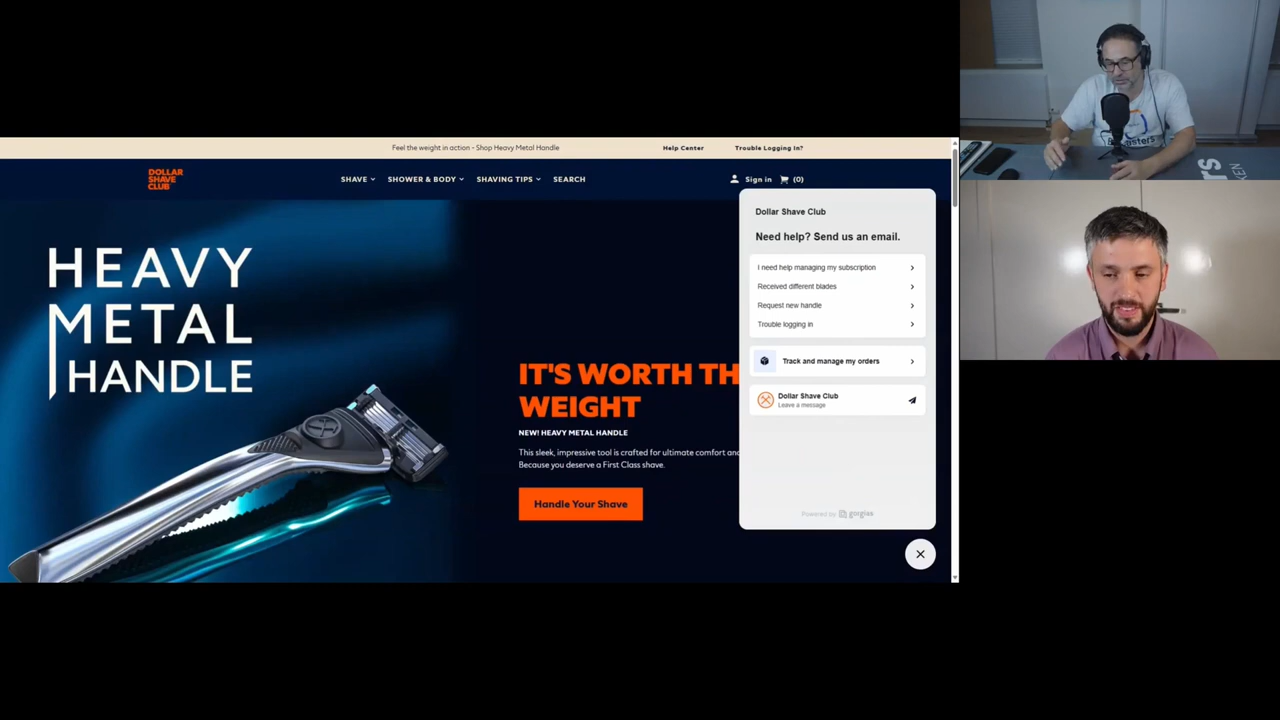 Feel the weight in action - Shop Heavy Metal Handle
Help Center
Trouble Logging In?
DOLLAR
SHAVE
CLUB
SHAVE
SHOWER & BODY
SHAVING TIPS
SEARCH
Sign in
(0)
HEAVY
METAL
HANDLE
IT'S WORTH TH
WEIGHT
NEW! HEAVY METAL HANDLE
This sleek, impressive tool is crafted for ultimate comfort and
Because you deserve a First Class shave.
Handle Your Shave
Dollar Shave Club
Need help? Send us an email.
I need help managing my subscription
Received different blades
Request new handle
Trouble logging in
Track and manage my orders
Dollar Shave Club
Leave a message
Powered by gorgias